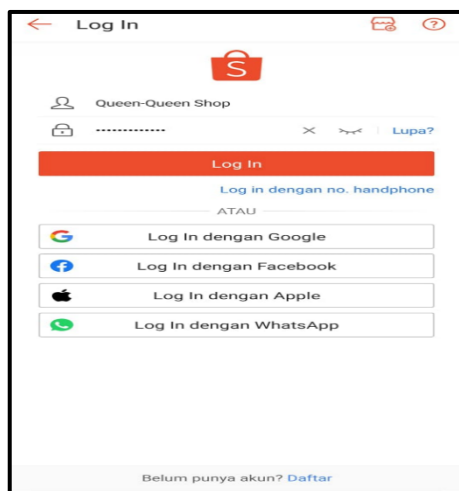 Log In
S
Queen-Queen Shop
Lupa?
Log In
Log in dengan no. handphone
ATAU
Log In dengan Google
Log In dengan Facebook
Log In dengan Apple
Log In dengan WhatsApp
Belum punya akun? Daftar